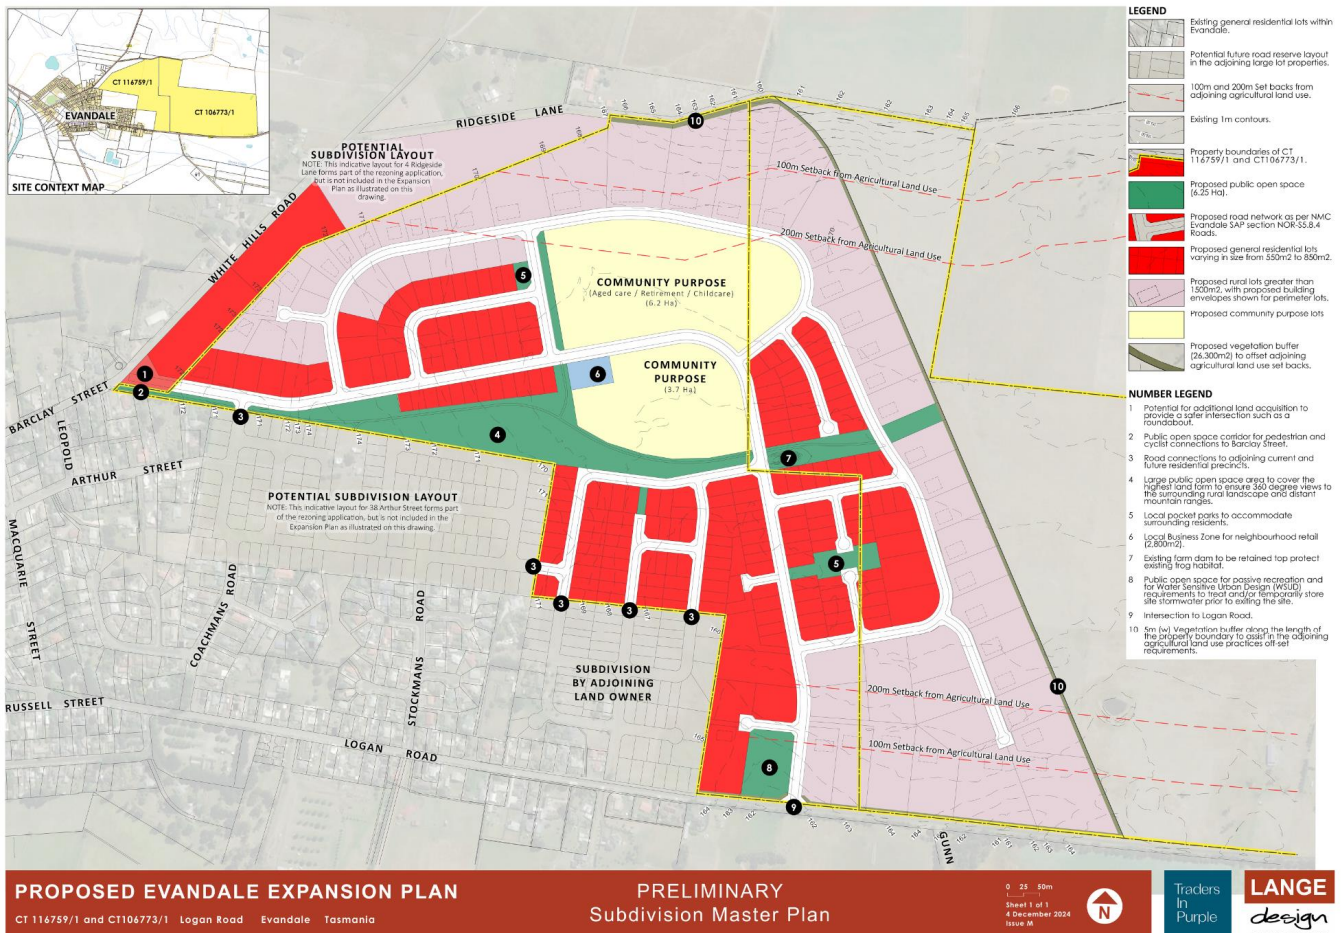 CT 116759/1
CT 106773/1
EVANDALE
SITE CONTEXT MAP
RIDGESIDE LANE
POTENTIAL
SUBDIVISION LAYOUT
NOTE: This indicative layout for 4 Ridgeside
Lane forms part of the rezoning application,
but is not included in the Expansion
Plan as illustrated on this
drawing.
WHITE HILLS ROAD
100m Setback from Agricultural Land Use
200m Setback from Agricultural Land Use
COMMUNITY PURPOSE
(Aged care / Retirement / Childcare)
(6.2 Ha)
COMMUNITY
PURPOSE
(3.7 Ha)
BARCLAY STREET
LEOPOLD
ARTHUR STREET
MACQUARIE STREET
RUSSELL STREET
COACHMANS ROAD
STOCKMANS ROAD
LOGAN ROAD
GUNN
POTENTIAL SUBDIVISION LAYOUT
NOTE: This indicative layout for 38 Arthur Street forms part
of the rezoning application, but is not included in the
Expansion Plan as illustrated on this drawing.
SUBDIVISION
BY ADJOINING
LAND OWNER
200m Setback from Agricultural Land Use
100m Setback from Agricultural Land Use
1
2
3
4
5
6
7
5
3
3
3
3
8
9
10
10
LEGEND
Existing general residential lots within
Evandale.
Potential future road reserve layout
in the adjoining large lot properties.
100m and 200m Set backs from
adjoining agricultural land use.
Existing 1m contours.
Property boundaries of CT
116759/1 and CT106773/1.
Proposed public open space
(6.25 Ha).
Proposed road network as per NMC
Evandale SAP section NOR-S5.8.4
Roads.
Proposed general residential lots
varying in size from 550m2 to 850m2.
Proposed rural lots greater than
1500m2, with proposed building
envelopes shown for perimeter lots.
Proposed community purpose lots
Proposed vegetation buffer
(26,300m2) to offset adjoining
agricultural land use set backs.
NUMBER LEGEND
1 Potential for additional land acquisition to
provide a safer intersection such as a
roundabout.
2 Public open space corridor for pedestrian and
cyclist connections to Barclay Street.
3 Road connections to adjoining current and
future residential precincts.
4 Large public open space area to cover the
highest land form to ensure 360 degree views to
the surrounding rural landscape and distant
mountain ranges.
5 Local pocket parks to accommodate
surrounding residents.
6 Local Business Zone for neighbourhood retail
(2,800m2).
7 Existing farm dam to be retained top protect
existing frog habitat.
8 Public open space for passive recreation and
for Water Sensitive Urban Design (WSUD)
requirements to treat and/or temporarily store
site stormwater prior to exiting the site.
9 Intersection to Logan Road.
10 5m (w) Vegetation buffer along the length of
the property boundary to assist in the adjoining
agricultural land use practices off-set
requirements.
PROPOSED EVANDALE EXPANSION PLAN
CT 116759/1 and CT106773/1 Logan Road Evandale Tasmania
PRELIMINARY
Subdivision Master Plan
0 25 50m
Sheet 1 of 1
4 December 2024
Issue M
N
Traders
In
Purple
LANGE
design